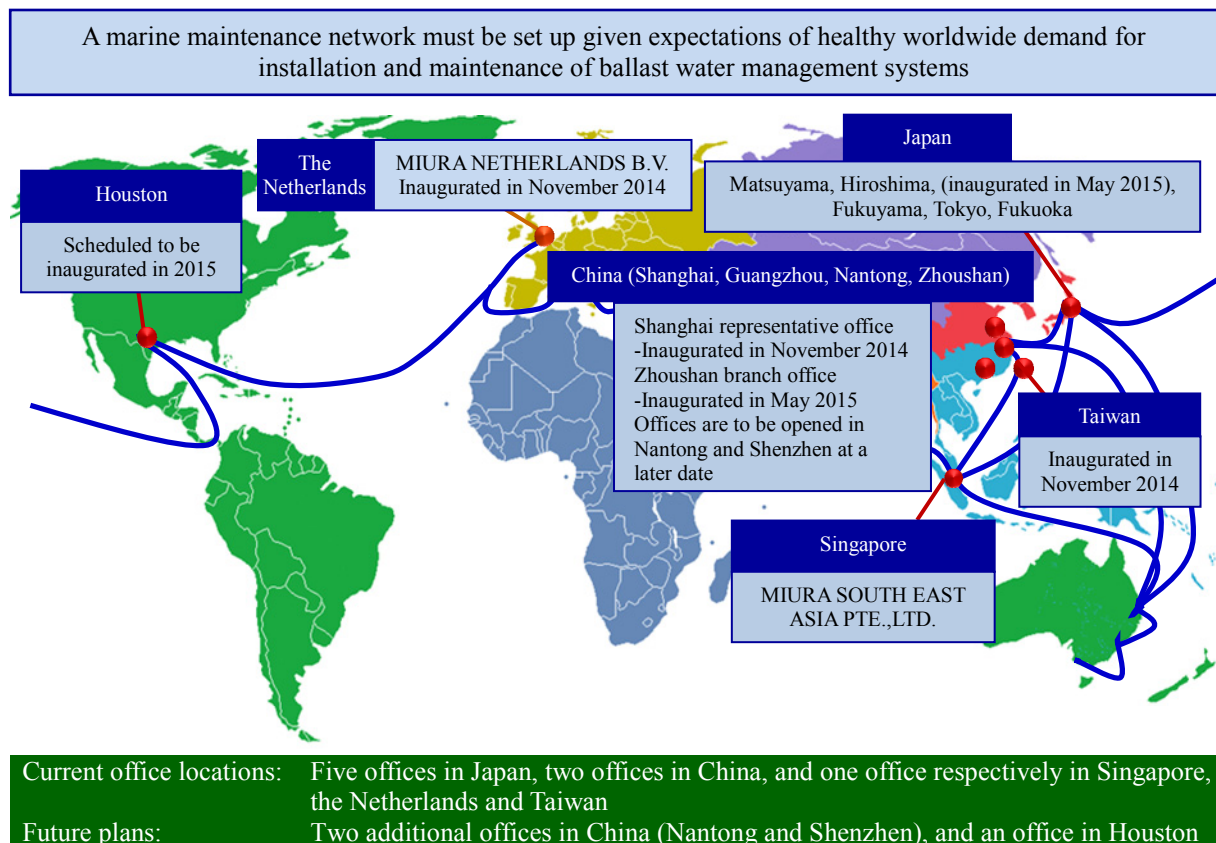 A marine maintenance network must be set up given expectations of healthy worldwide demand for
installation and maintenance of ballast water management systems
Japan
Matsuyama, Hiroshima, (inaugurated in May 2015),
Fukuyama, Tokyo, Fukuoka
The
Netherlands
MIURA NETHERLANDS B.V.
Inaugurated in November 2014
Houston
Scheduled to be
inaugurated in 2015
China (Shanghai, Guangzhou, Nantong, Zhoushan)
Shanghai representative office
-Inaugurated in November 2014
Zhoushan branch office
-Inaugurated in May 2015
Offices are to be opened in
Nantong and Shenzhen at a
later date
Taiwan
Inaugurated in
November 2014
Singapore
MIURA SOUTH EAST
ASIA PTE.,LTD.
Current office locations: Five offices in Japan, two offices in China, and one office respectively in Singapore,
the Netherlands and Taiwan
Future plans: Two additional offices in China (Nantong and Shenzhen), and an office in Houston